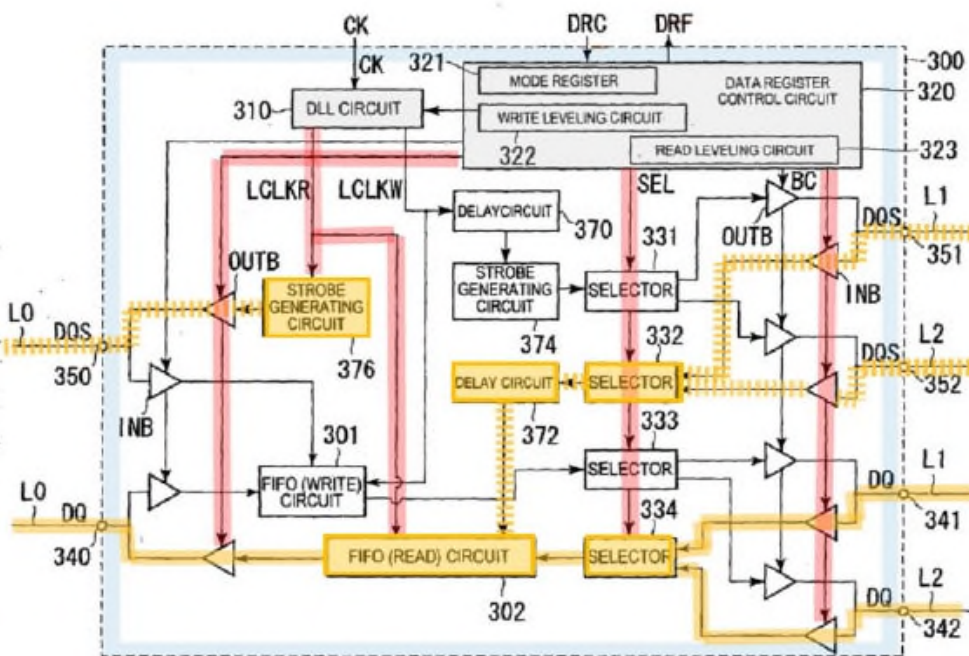 CK
DRC
DRF
CK
321
MODE REGISTER
DATA REGISTER
CONTROL CIRCUIT
300
320
310
DLL CIRCUIT
WRITE LEVELING CIRCUIT
322
READ LEVELING CIRCUIT
323
LCLKR
LCLKW
SEL
BC
DELAY CIRCUIT
370
331
OUTB
DQS
L1
351
OUTB
STROBE
GENERATING
CIRCUIT
376
STROBE
GENERATING
CIRCUIT
374
SELECTOR
INB
L0
DQS
350
332
DQS
L2
352
DELAY CIRCUIT
372
SELECTOR
INB
301
FIFO (WRITE)
CIRCUIT
333
SELECTOR
L0
DQ
340
DQ
L1
341
334
FIFO (READ) CIRCUIT
302
SELECTOR
DQ
L2
342